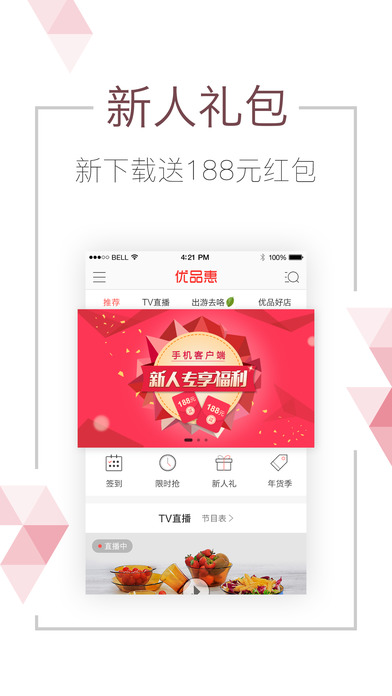 新人礼包
新下载送188元红包
BELL 4:21 PM 100%
优品惠
推荐 TV直播 出游去咯 优品好店
手机客户端
新人专享福利
188元 188元
签到 限时抢 新人礼 年货季
TV直播 节目表
直播中